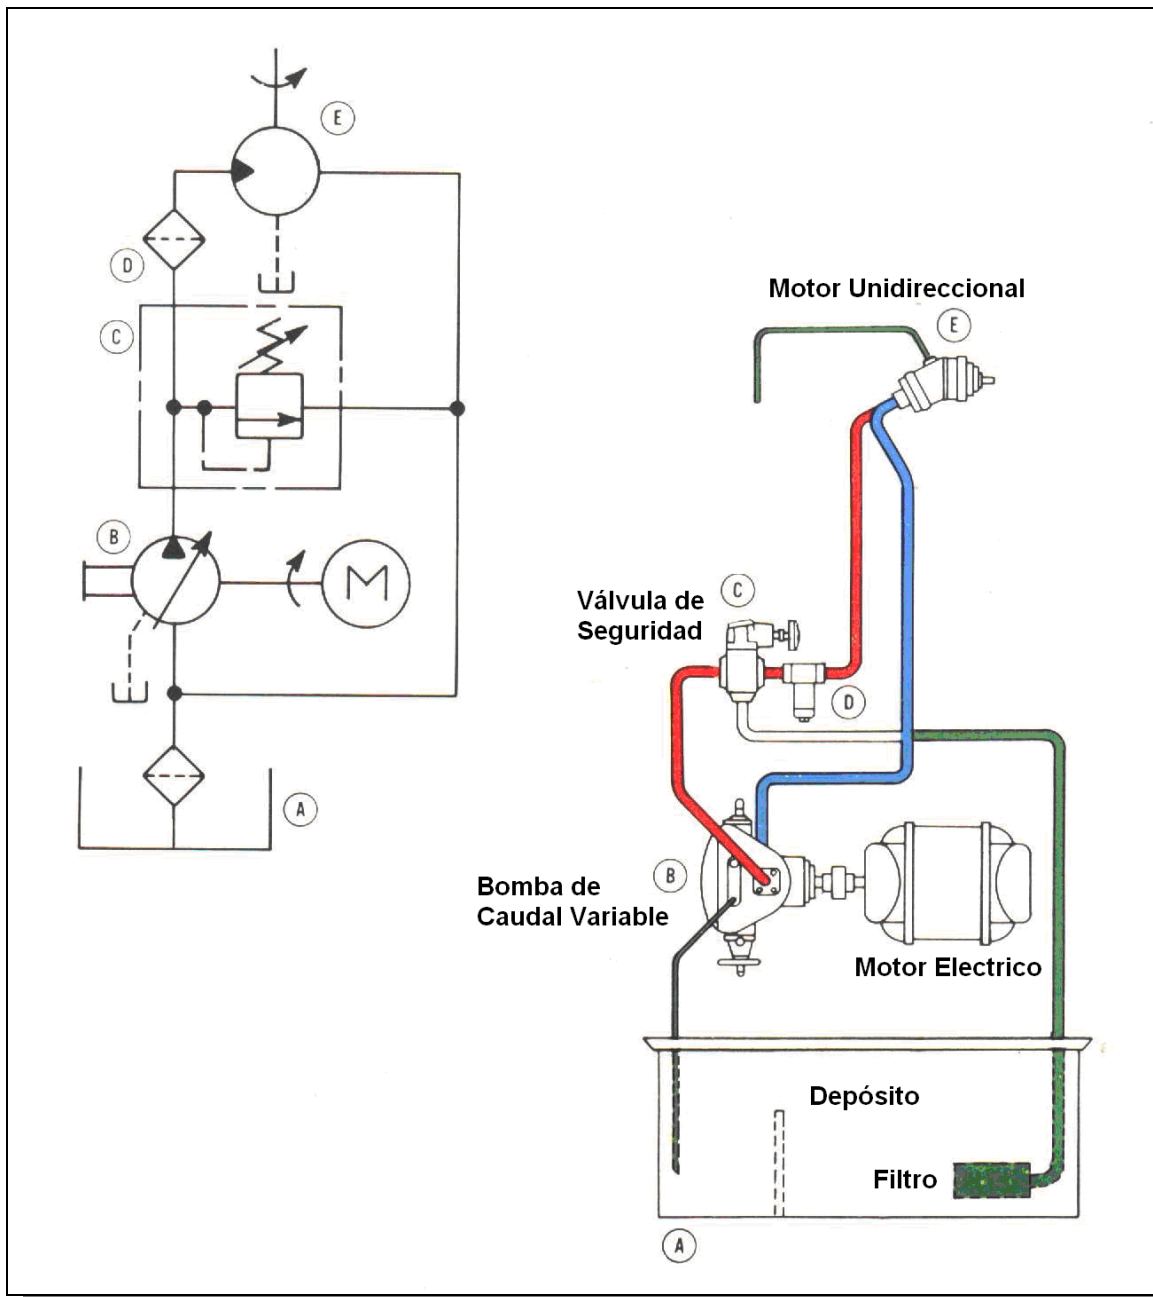 E
D
C
B
M
A
Motor Unidireccional
E
C
Válvula de
Seguridad
D
B
Bomba de
Caudal Variable
Motor Electrico
Depósito
Filtro
A